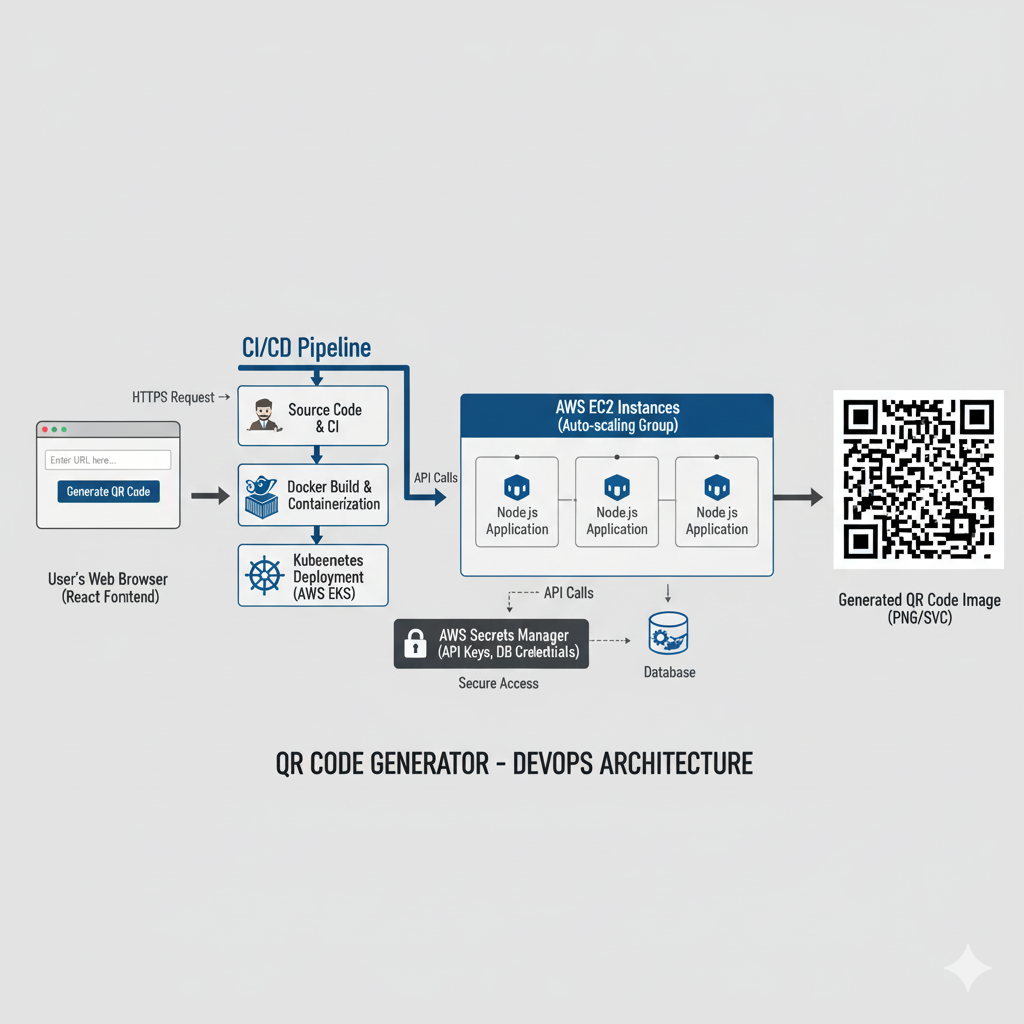 CI/CD Pipeline
HTTPS Request →
Source Code
& CI
Enter URL here...
Generate QR Code
Docker Build &
Containerization
Kubeenetes
Deployment
(AWS EKS)
User's Web Browser
(React Fomtend)
API Calls
AWS EC2 Instances
(Auto-scaling Group)
Node.js
Application
Node.js
Application
Node.js
Application
API Calls
AWS Secrets Manager
(API Keys, DB Creletitials)
Secure Access
Database
Generated QR Code Image
(PNG/SVC)
QR CODE GENERATOR - DEVOPS ARCHITECTURE